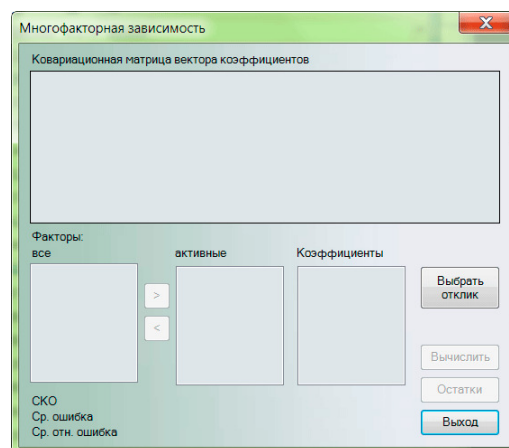 Многофакторная зависимость
Ковариационная матрица вектора коэффициентов
Факторы:
все
активные
Коэффициенты
>
<
Выбрать
отклик
Вычислить
Остатки
Выход
СКО
Ср. ошибка
Ср. отн. ошибка